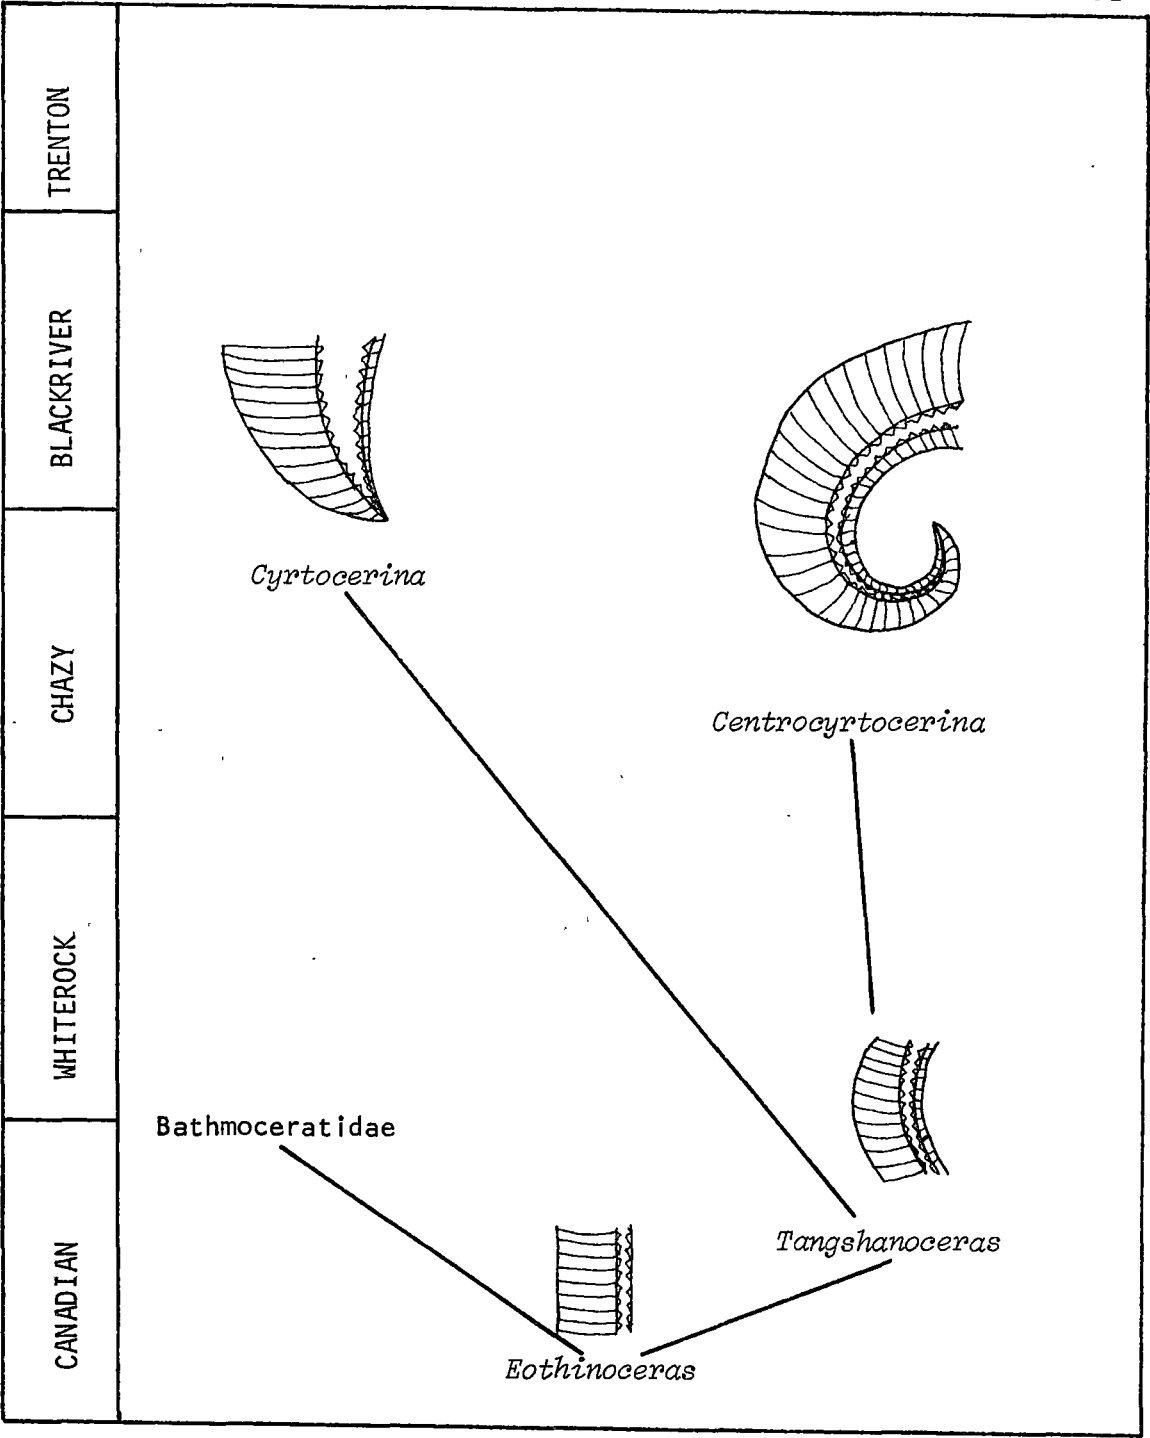 TRENTON
BLACKRIVER
CHAZY
WHITEROCK
CANADIAN
Cyrtocerina
Centrocyrtocerina
Bathmoceratidae
Tangshanoceras
Eothinoceras